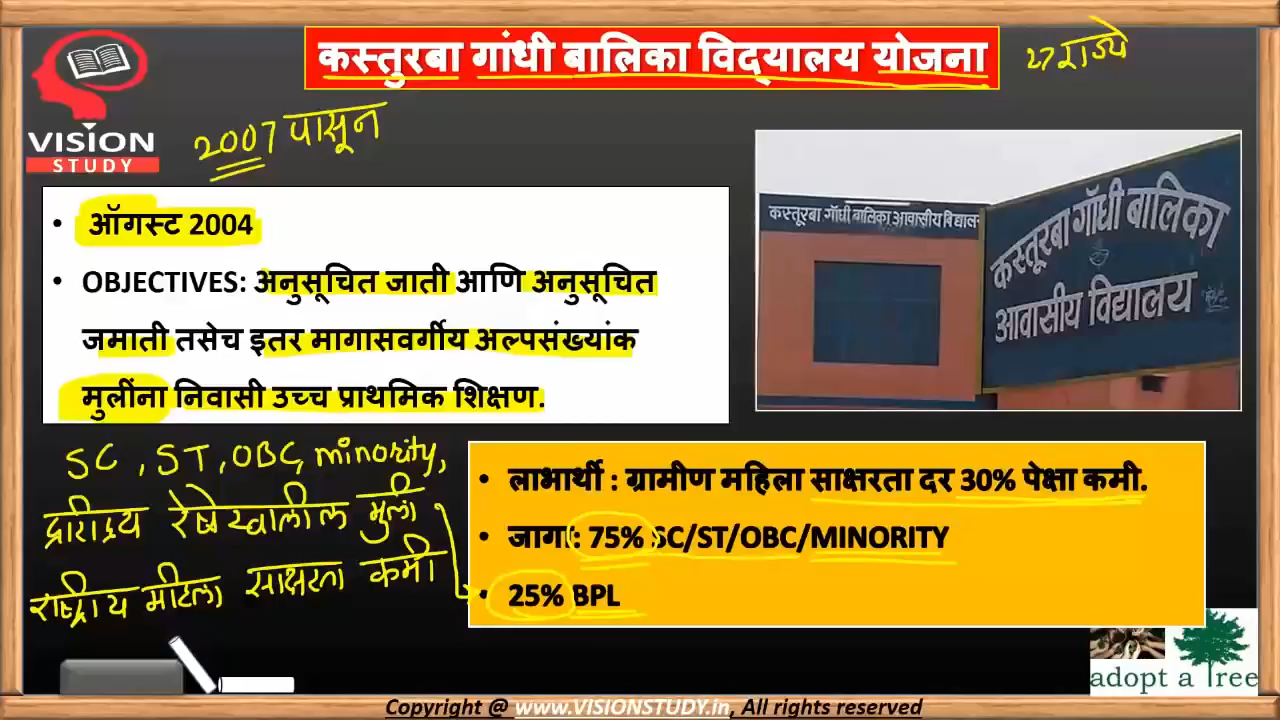 कस्तुरबा गांधी बालिका विद्यालय योजना
27 राज्ये
VISION
STUDY
2007 पासून
• ऑगस्ट 2004
• OBJECTIVES: अनुसूचित जाती आणि अनुसूचित
जमाती तसेच इतर मागासवर्गीय अल्पसंख्यांक
मुलींना निवासी उच्च प्राथमिक शिक्षण.
कस्तूरबा गाँधी बालिका आवासीय विद्यालय
कस्तूरबा गाँधी बालिका
आवासीय विद्यालय
SC, ST, OBC, minority,
दारिद्र्य रेषेखालील मुली
राष्ट्रीय महिला साक्षरता कमी
• लाभार्थी : ग्रामीण महिला साक्षरता दर 30% पेक्षा कमी.
• जागा: 75% SC/ST/OBC/MINORITY
• 25% BPL
adopt a Tree
Copyright @ www.VISIONSTUDY.in, All rights reserved